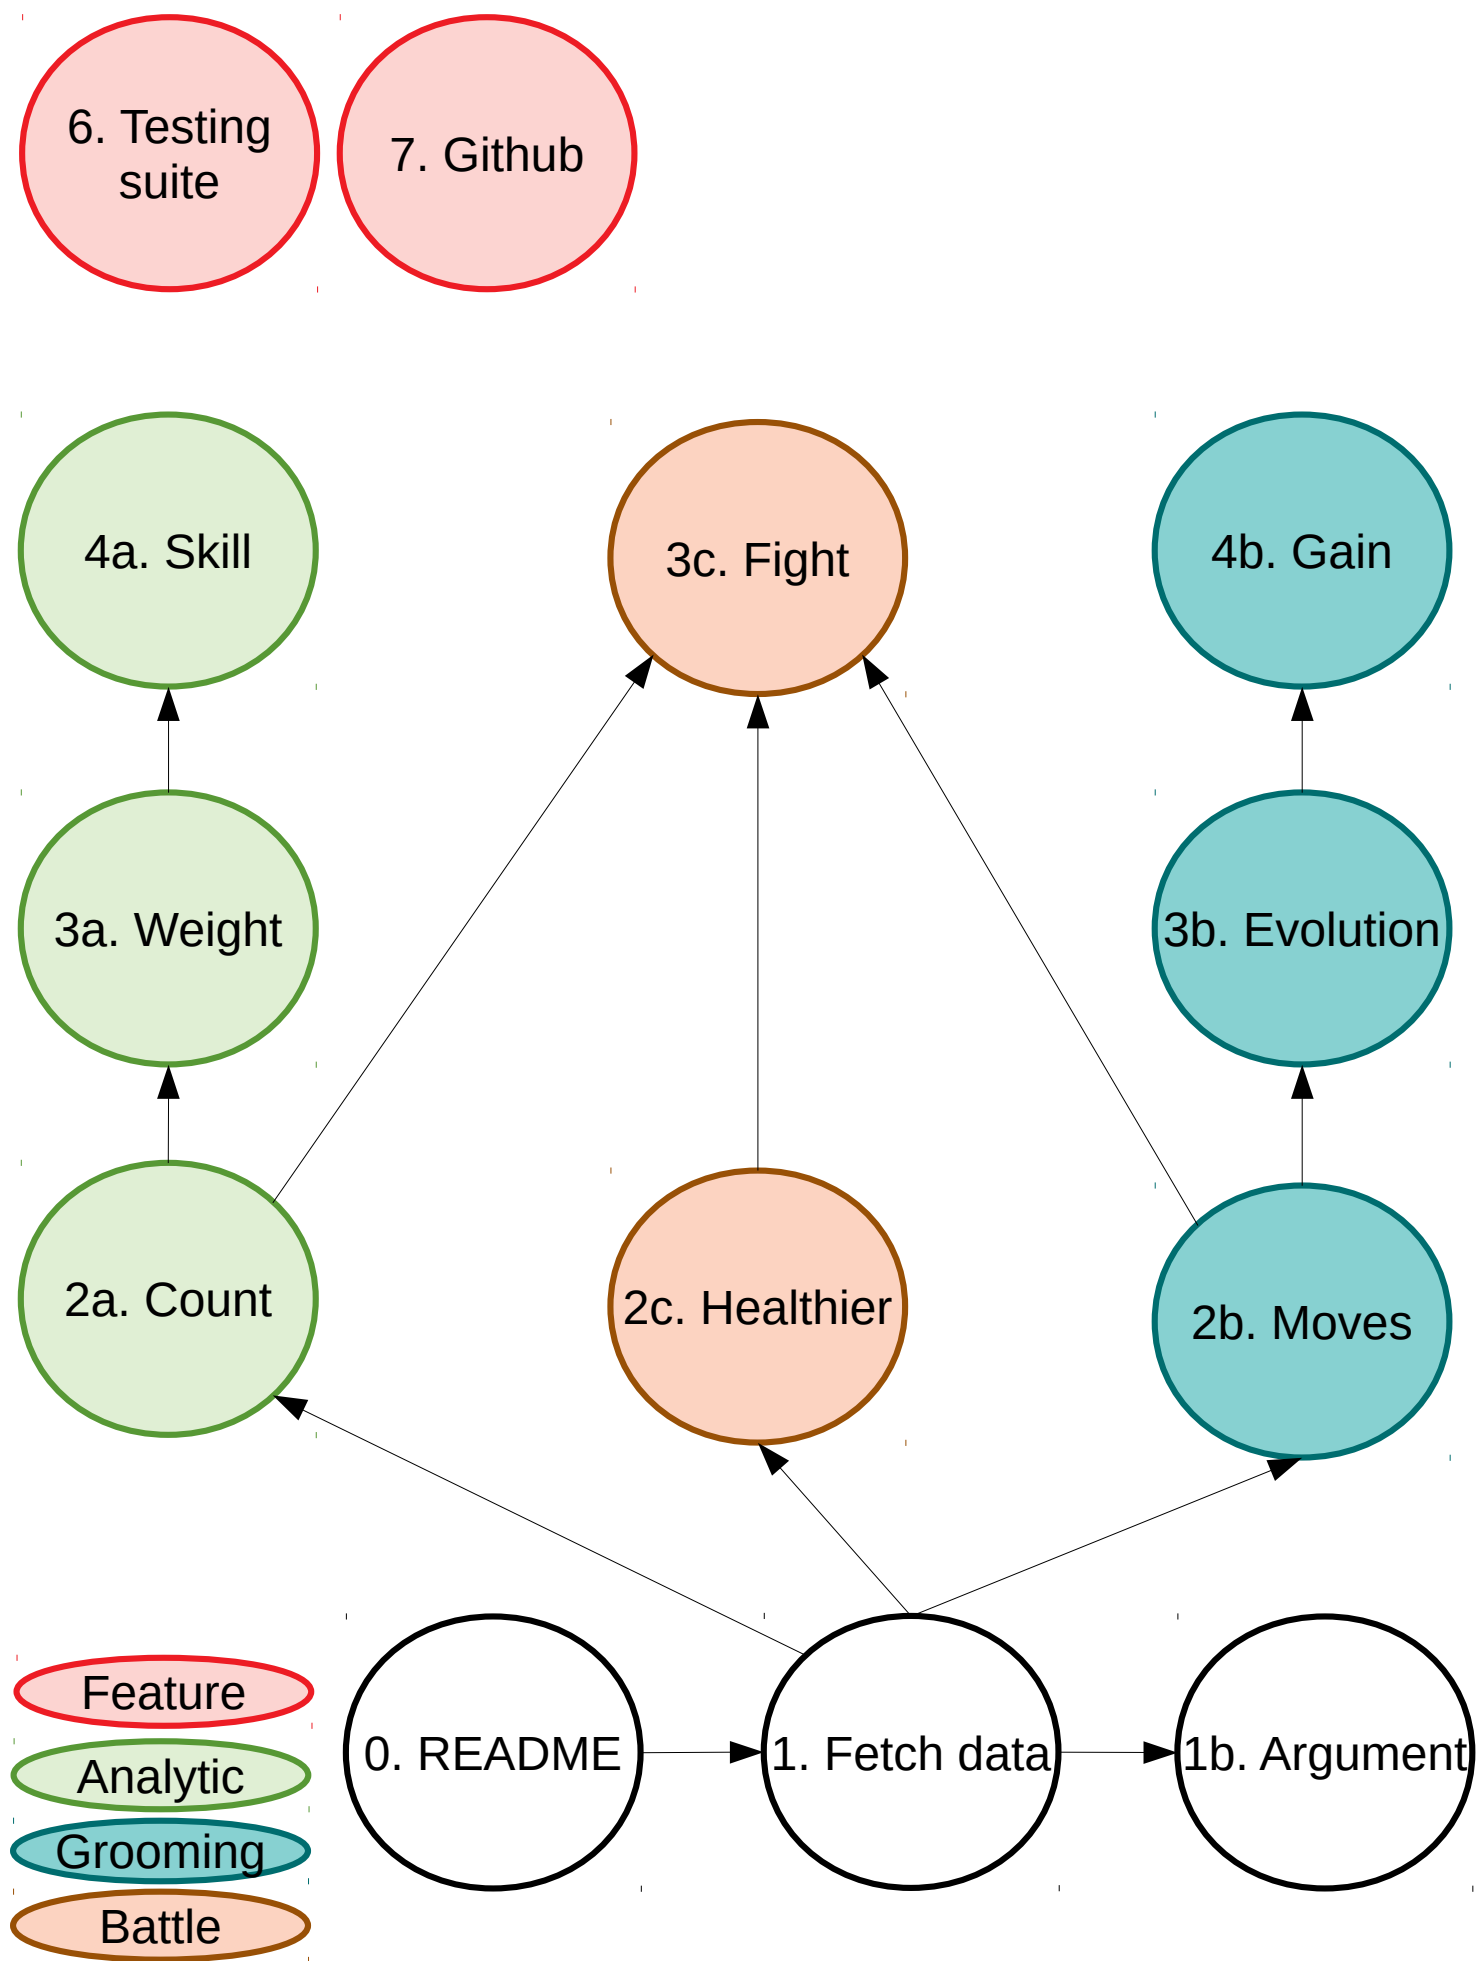 6. Testing
suite
7. Github
4a. Skill
3c. Fight
4b. Gain
3a. Weight
3b. Evolution
2a. Count
2c. Healthier
2b. Moves
0. README
1. Fetch data
1b. Argument
Feature
Analytic
Grooming
Battle